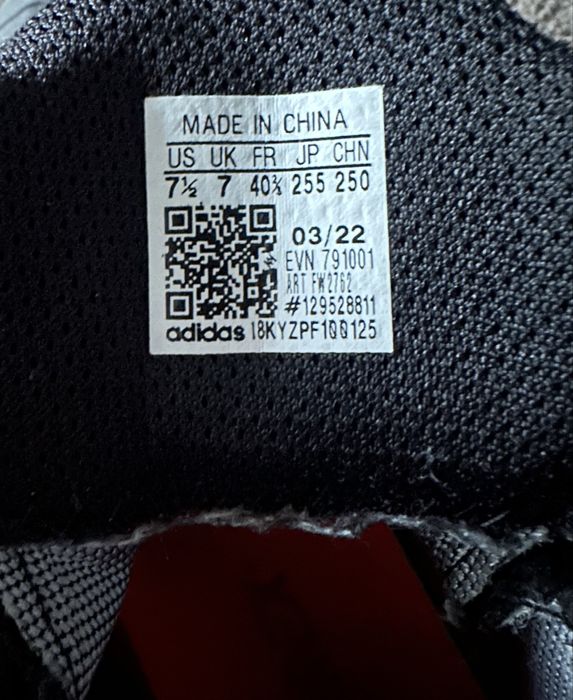 MADE IN CHINA
US UK FR JP CHN
7½ 7 40⅔ 255 250
03/22
EVN 791001
ART FW2762
#129528811
adidas 18KYZPF100125